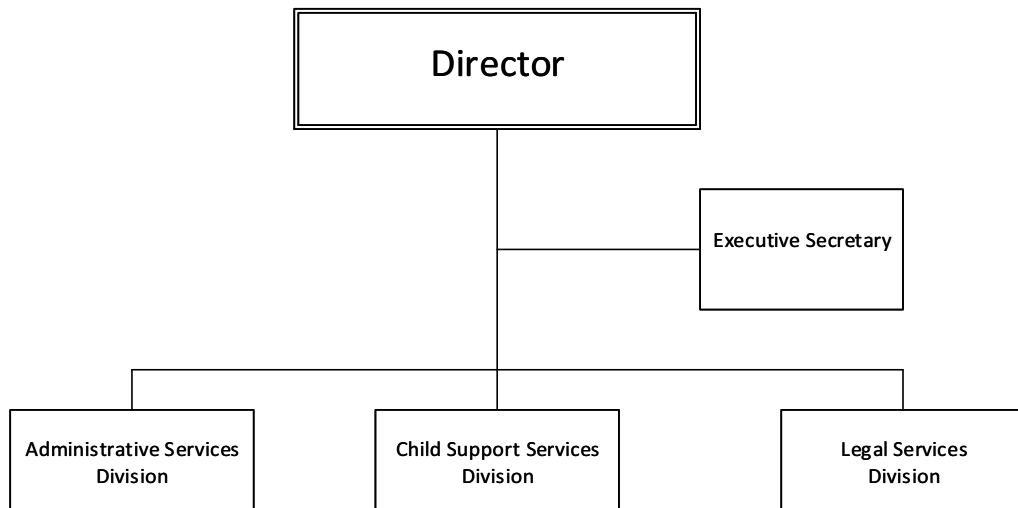 Director
Executive Secretary
Administrative Services
Division
Child Support Services
Division
Legal Services
Division